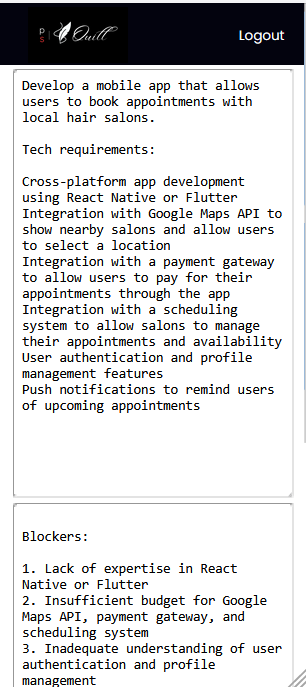 P
S
Quill
Logout
Develop a mobile app that allows
users to book appointments with
local hair salons.
Tech requirements:
Cross-platform app development
using React Native or Flutter
Integration with Google Maps API to
show nearby salons and allow users
to select a location
Integration with a payment gateway
to allow users to pay for their
appointments through the app
Integration with a scheduling
system to allow salons to manage
their appointments and availability
User authentication and profile
management features
Push notifications to remind users
of upcoming appointments
Blockers:
1. Lack of expertise in React
Native or Flutter
2. Insufficient budget for Google
Maps API, payment gateway, and
scheduling system
3. Inadequate understanding of user
authentication and profile
management